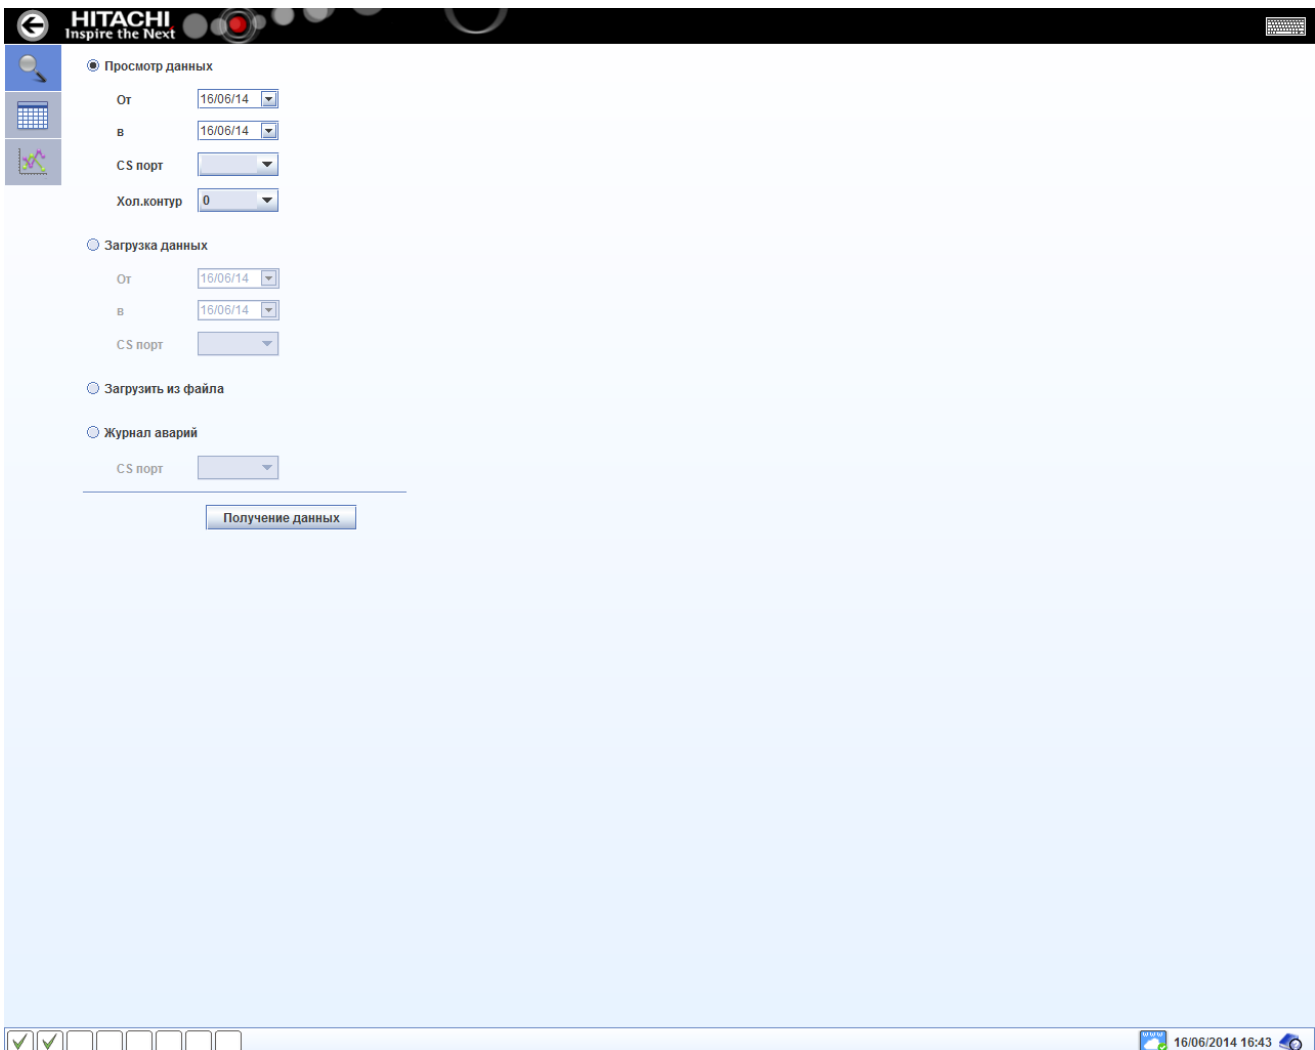 HITACHI
Inspire the Next
Просмотр данных
От 16/06/14
в 16/06/14
CS порт
Хол.контур 0
Загрузка данных
От 16/06/14
в 16/06/14
CS порт
Загрузить из файла
Журнал аварий
CS порт
Получение данных
www 16/06/2014 16:43